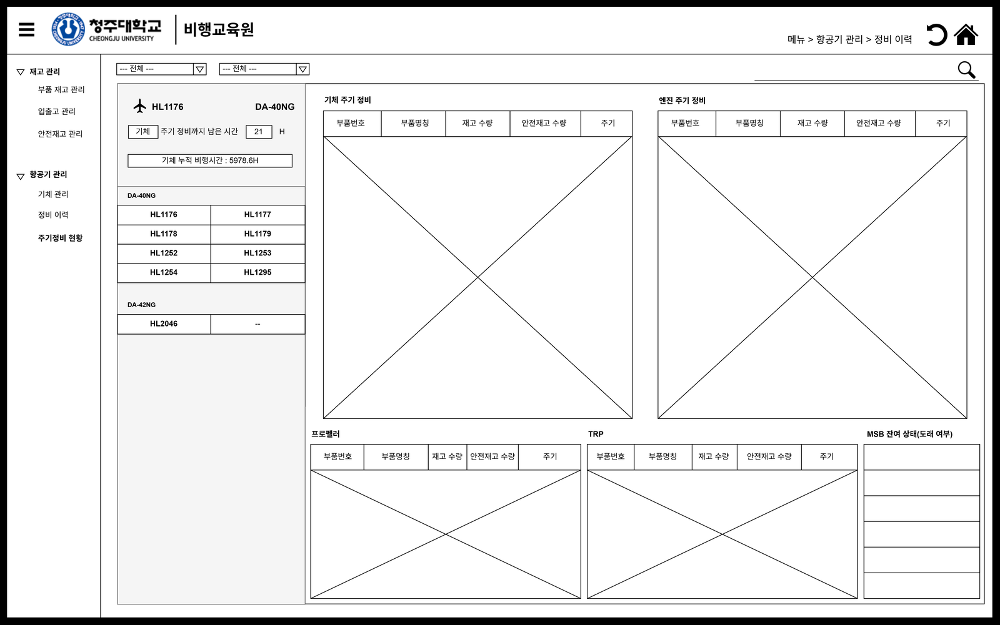 청주대학교
CHEONGJU UNIVERSITY
비행교육원
메뉴 > 항공기 관리 > 정비 이력
재고 관리
부품 재고 관리
입출고 관리
안전재고 관리
항공기 관리
기체 관리
정비 이력
주기정비 현황
--- 전체 ---
--- 전체 ---
HL1176 DA-40NG
기체 주기 정비까지 남은 시간 21 H
기체 누적 비행시간 : 5978.6H
DA-40NG
HL1176 HL1177
HL1178 HL1179
HL1252 HL1253
HL1254 HL1295
DA-42NG
HL2046 --
기체 주기 정비
부품번호 부품명칭 재고 수량 안전재고 수량 주기
엔진 주기 정비
부품번호 부품명칭 재고 수량 안전재고 수량 주기
프로펠러
부품번호 부품명칭 재고 수량 안전재고 수량 주기
TRP
부품번호 부품명칭 재고 수량 안전재고 수량 주기
MSB 잔여 상태(도래 여부)